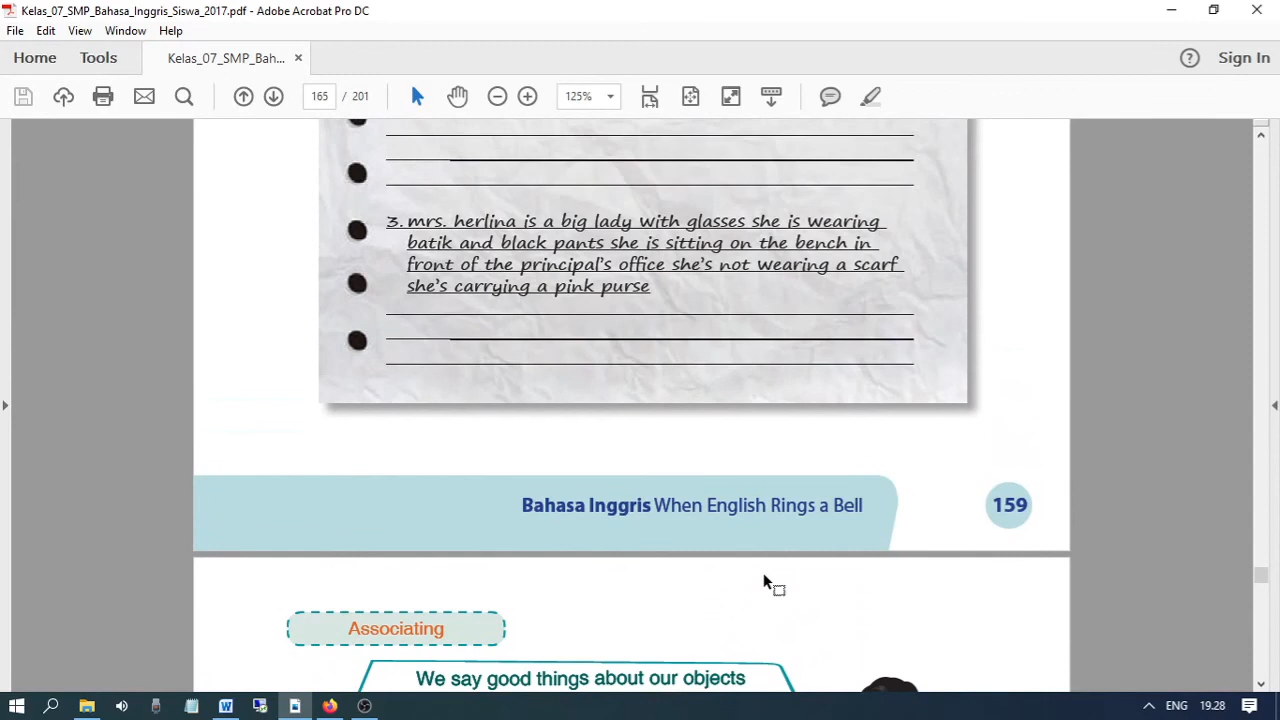 Kelas_07_SMP_Bahasa_Inggris_Siswa_2017.pdf - Adobe Acrobat Pro DC
File Edit View Window Help
Home Tools Kelas_07_SMP_Bah... × Sign In
165 / 201 125%
3. mrs. herlina is a big lady with glasses she is wearing
batik and black pants she is sitting on the bench in
front of the principal's office she's not wearing a scarf
she's carrying a pink purse
Bahasa Inggris When English Rings a Bell 159
Associating
We say good things about our objects
ENG 19.28